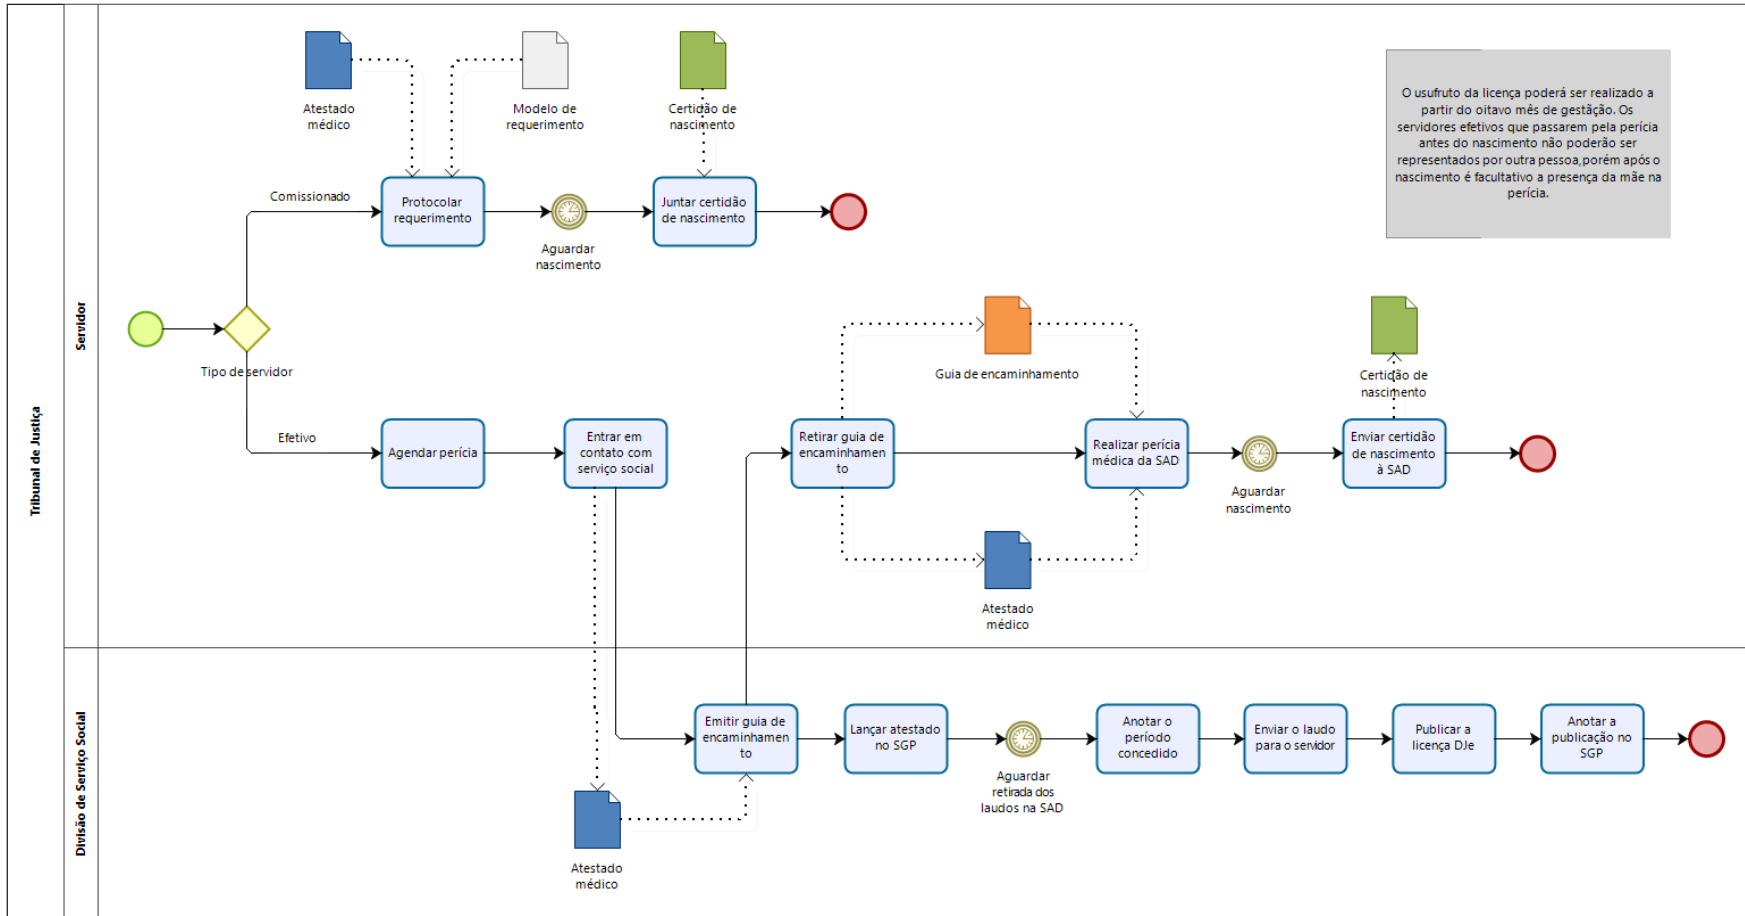 Tribunal de Justiça
Servidor
Atestado
médico
Modelo de
requerimento
Certidão de
nascimento
O usufruto da licença poderá ser realizado a
partir do oitavo mês de gestãção. Os
servidores efetivos que passarem pela perícia
antes do nascimento não poderão ser
representados por outra pessoa,porém após o
nascimento é facultativo a presença da mãe na
perícia.
Comissionado
Protocolar
requerimento
Aguardar
nascimento
Juntar certidão
de nascimento
Tipo de servidor
Guia de encaminhamento
Certidão de
nascimento
Efetivo
Agendar perícia
Entrar em
contato com
serviço social
Retirar guia de
encaminhament
o
Realizar perícia
médica da SAD
Aguardar
nascimento
Enviar certidão
de nascimento
à SAD
Atestado
médico
Divisão de Serviço Social
Emitir guia de
encaminhamen
to
Lançar atestado
no SGP
Aguardar
retirada dos
laudos na SAD
Anotar o
período
concedido
Enviar o laudo
para o servidor
Publicar a
licença DJe
Anotar a
publicação no
SGP
Atestado
médico